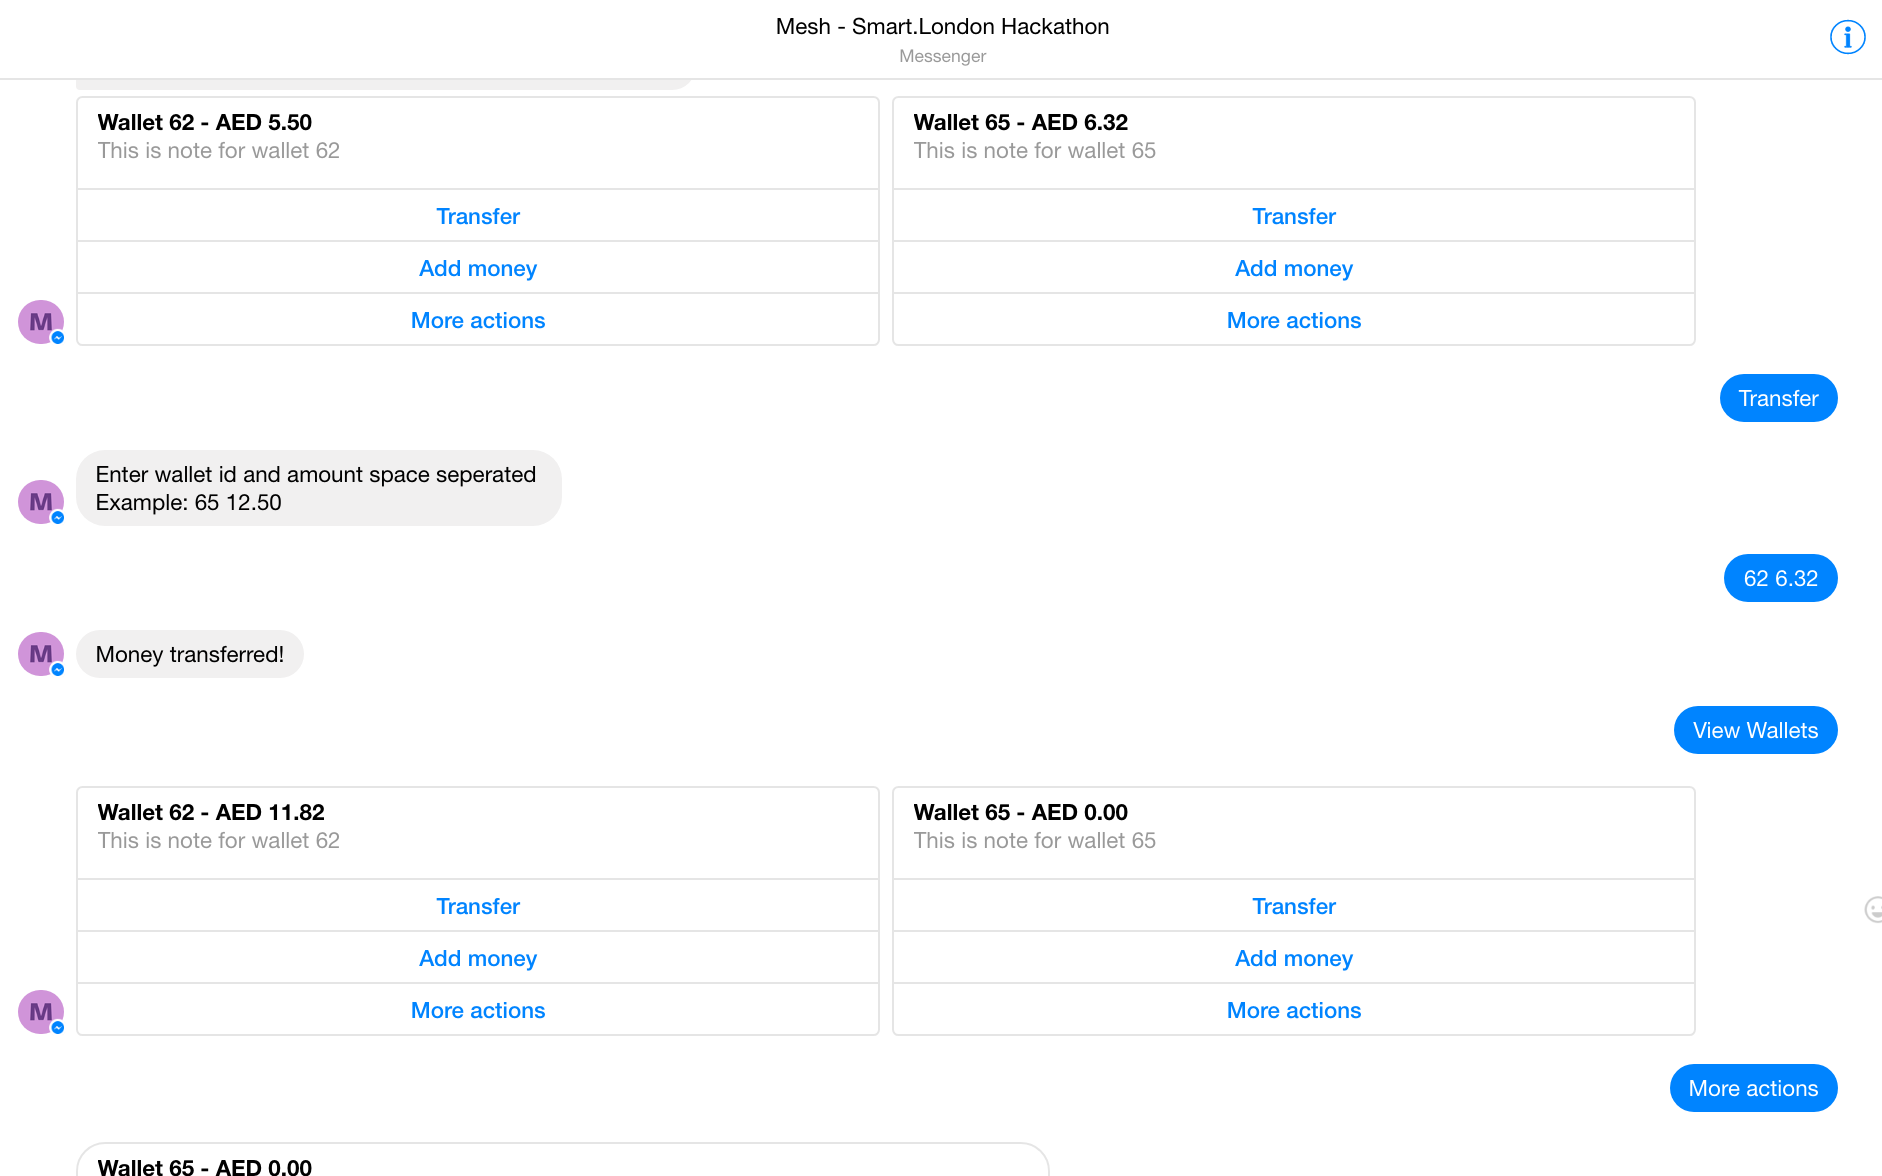 Mesh - Smart.London Hackathon
Messenger
Wallet 62 - AED 5.50
This is note for wallet 62
Transfer
Add money
More actions
Wallet 65 - AED 6.32
This is note for wallet 65
Transfer
Add money
More actions
M
Transfer
Enter wallet id and amount space seperated
Example: 65 12.50
M
62 6.32
Money transferred!
M
View Wallets
Wallet 62 - AED 11.82
This is note for wallet 62
Transfer
Add money
More actions
Wallet 65 - AED 0.00
This is note for wallet 65
Transfer
Add money
More actions
M
More actions
Wallet 65 - AED 0.00